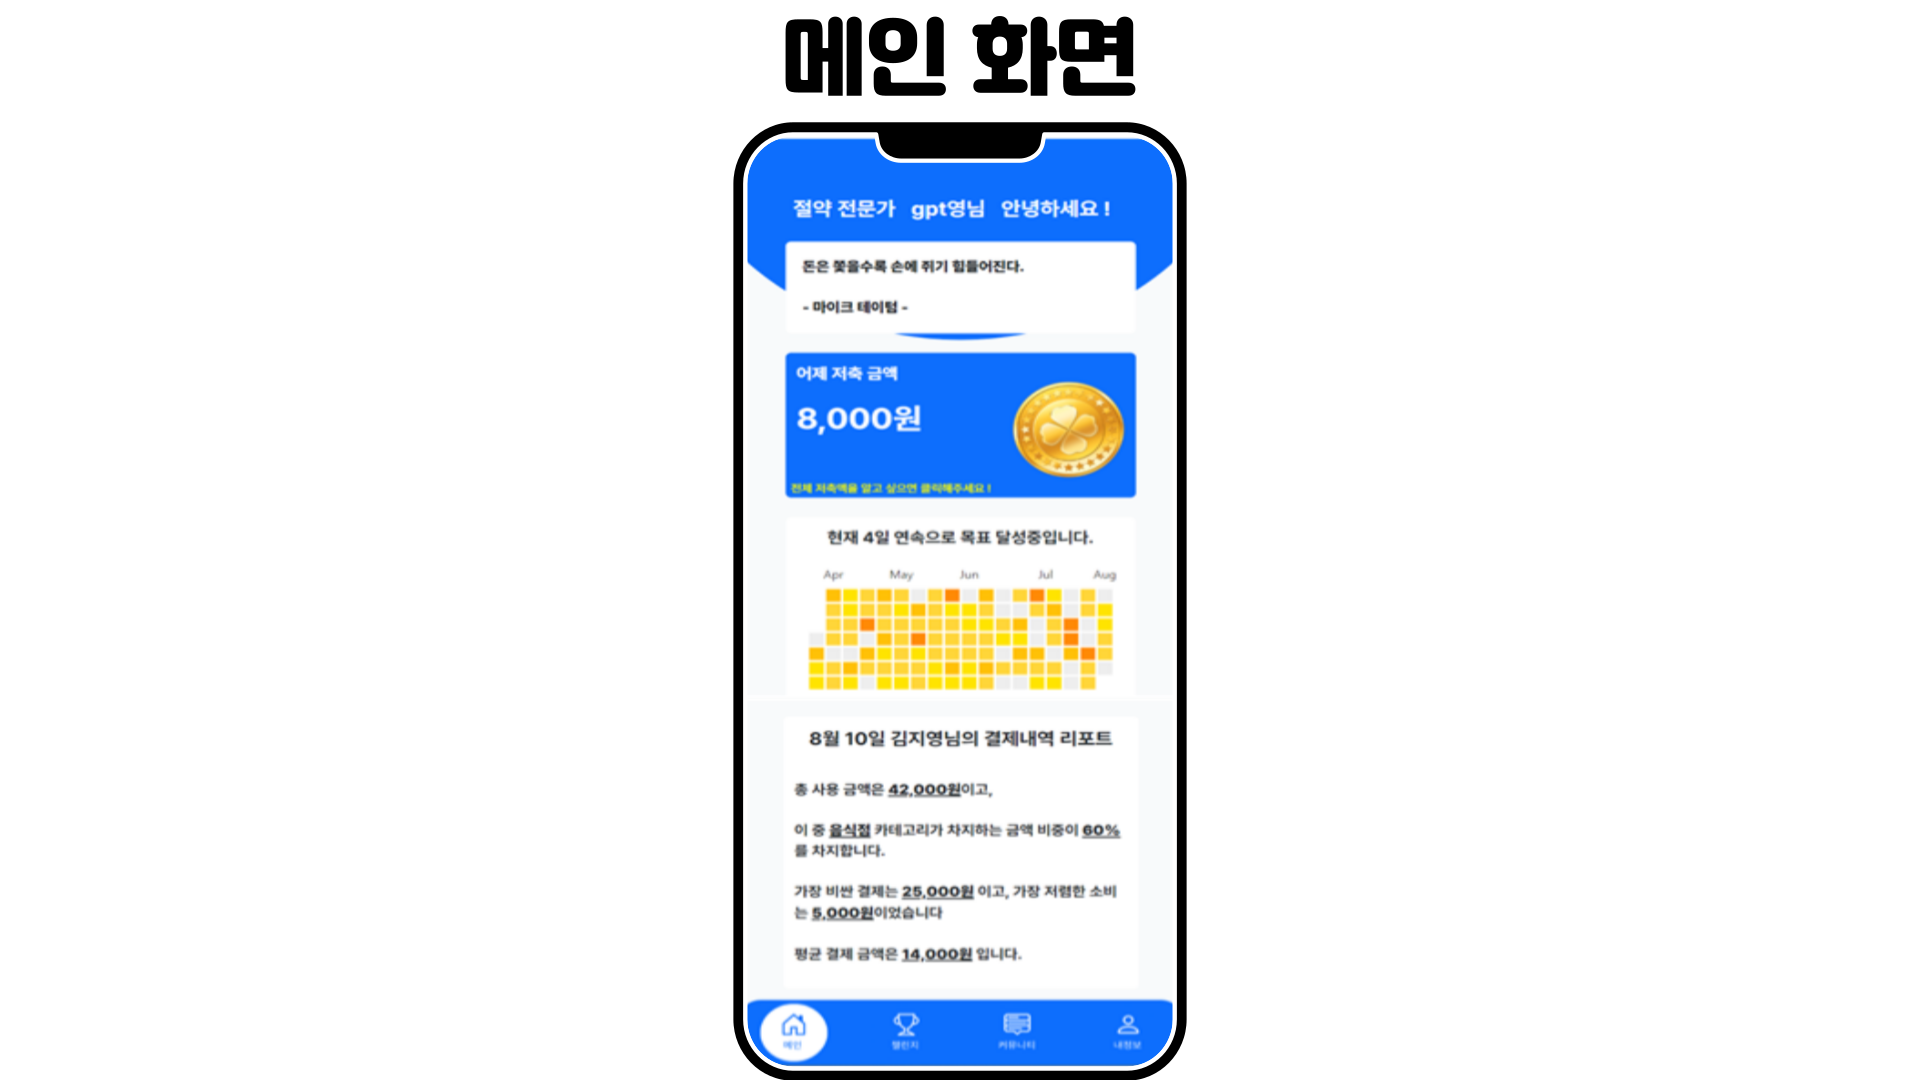 메인 화면
절약 전문가 gpt영님 안녕하세요 !
돈은 쫓을수록 손에 쥐기 힘들어진다.
- 마이크 테이텀 -
어제 저축 금액
8,000원
전체 저축액을 알고 싶으면 클릭해주세요 !
현재 4일 연속으로 목표 달성중입니다.
Apr May Jun Jul Aug
8월 10일 김지영님의 결제내역 리포트
총 사용 금액은 42,000원이고,
이 중 음식점 카테고리가 차지하는 금액 비중이 60%
를 차지합니다.
가장 비싼 결제는 25,000원 이고, 가장 저렴한 소비
는 5,000원이었습니다
평균 결제 금액은 14,000원 입니다.
메인 챌린지 커뮤니티 내정보